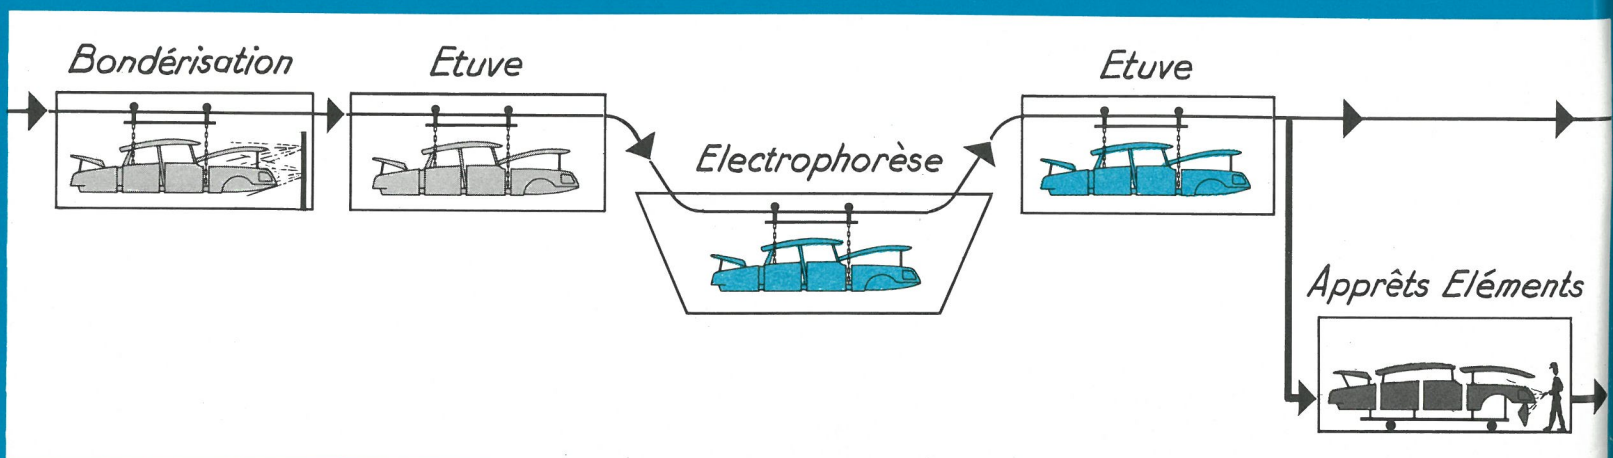 Bondérisation
Etuve
Electrophorèse
Etuve
Apprêts Eléments